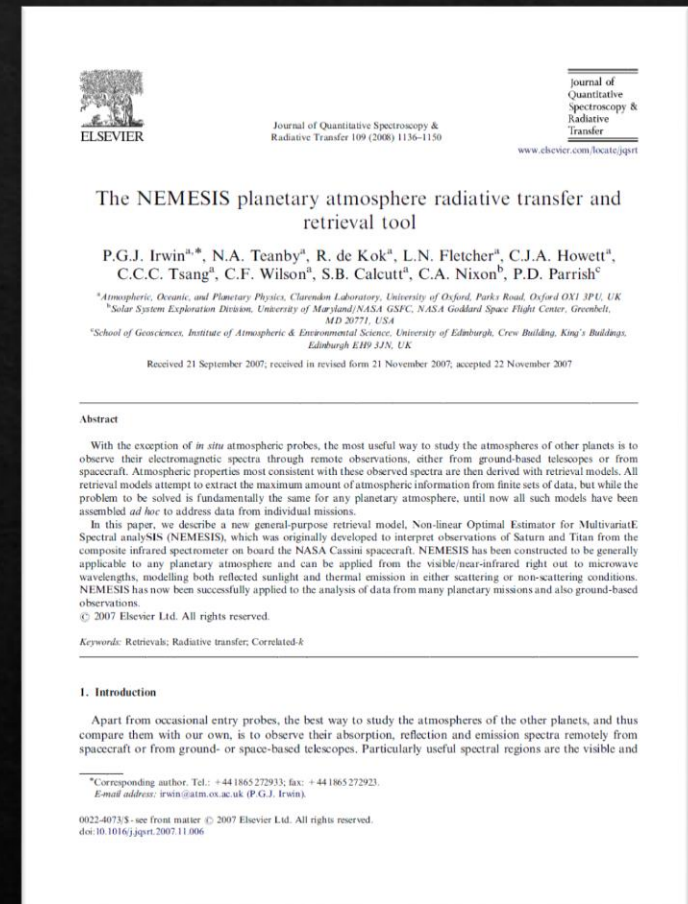 ELSEVIER
Journal of Quantitative Spectroscopy &
Radiative Transfer 109 (2008) 1136–1150
Journal of
Quantitative
Spectroscopy &
Radiative
Transfer
www.elsevier.com/locate/jqsrt
The NEMESIS planetary atmosphere radiative transfer and
retrieval tool
P.G.J. Irwinᵃ,*, N.A. Teanbyᵃ, R. de Kokᵃ, L.N. Fletcherᵃ, C.J.A. Howettᵃ,
C.C.C. Tsangᵃ, C.F. Wilsonᵃ, S.B. Calcuttᵃ, C.A. Nixonᵇ, P.D. Parrishᶜ
ᵃAtmospheric, Oceanic, and Planetary Physics, Clarendon Laboratory, University of Oxford, Parks Road, Oxford OX1 3PU, UK
ᵇSolar System Exploration Division, University of Maryland/NASA GSFC, NASA Goddard Space Flight Center, Greenbelt,
MD 20771, USA
ᶜSchool of Geosciences, Institute of Atmospheric & Environmental Science, University of Edinburgh, Crew Building, King's Buildings,
Edinburgh EH9 3JN, UK
Received 21 September 2007; received in revised form 21 November 2007; accepted 22 November 2007
Abstract
With the exception of in situ atmospheric probes, the most useful way to study the atmospheres of other planets is to
observe their electromagnetic spectra through remote observations, either from ground-based telescopes or from
spacecraft. Atmospheric properties most consistent with these observed spectra are then derived with retrieval models. All
retrieval models attempt to extract the maximum amount of atmospheric information from finite sets of data, but while the
problem to be solved is fundamentally the same for any planetary atmosphere, until now all such models have been
assembled ad hoc to address data from individual missions.
In this paper, we describe a new general-purpose retrieval model, Non-linear Optimal Estimator for MultivariatE
Spectral analySIS (NEMESIS), which was originally developed to interpret observations of Saturn and Titan from the
composite infrared spectrometer on board the NASA Cassini spacecraft. NEMESIS has been constructed to be generally
applicable to any planetary atmosphere and can be applied from the visible/near-infrared right out to microwave
wavelengths, modelling both reflected sunlight and thermal emission in either scattering or non-scattering conditions.
NEMESIS has now been successfully applied to the analysis of data from many planetary missions and also ground-based
observations.
© 2007 Elsevier Ltd. All rights reserved.
Keywords: Retrievals; Radiative transfer; Correlated-k
1. Introduction
Apart from occasional entry probes, the best way to study the atmospheres of the other planets, and thus
compare them with our own, is to observe their absorption, reflection and emission spectra remotely from
spacecraft or from ground- or space-based telescopes. Particularly useful spectral regions are the visible and
*Corresponding author. Tel.: +44 1865 272933; fax: +44 1865 272923.
E-mail address: irwin@atm.ox.ac.uk (P.G.J. Irwin).
0022-4073/$ - see front matter © 2007 Elsevier Ltd. All rights reserved.
doi:10.1016/j.jqsrt.2007.11.006